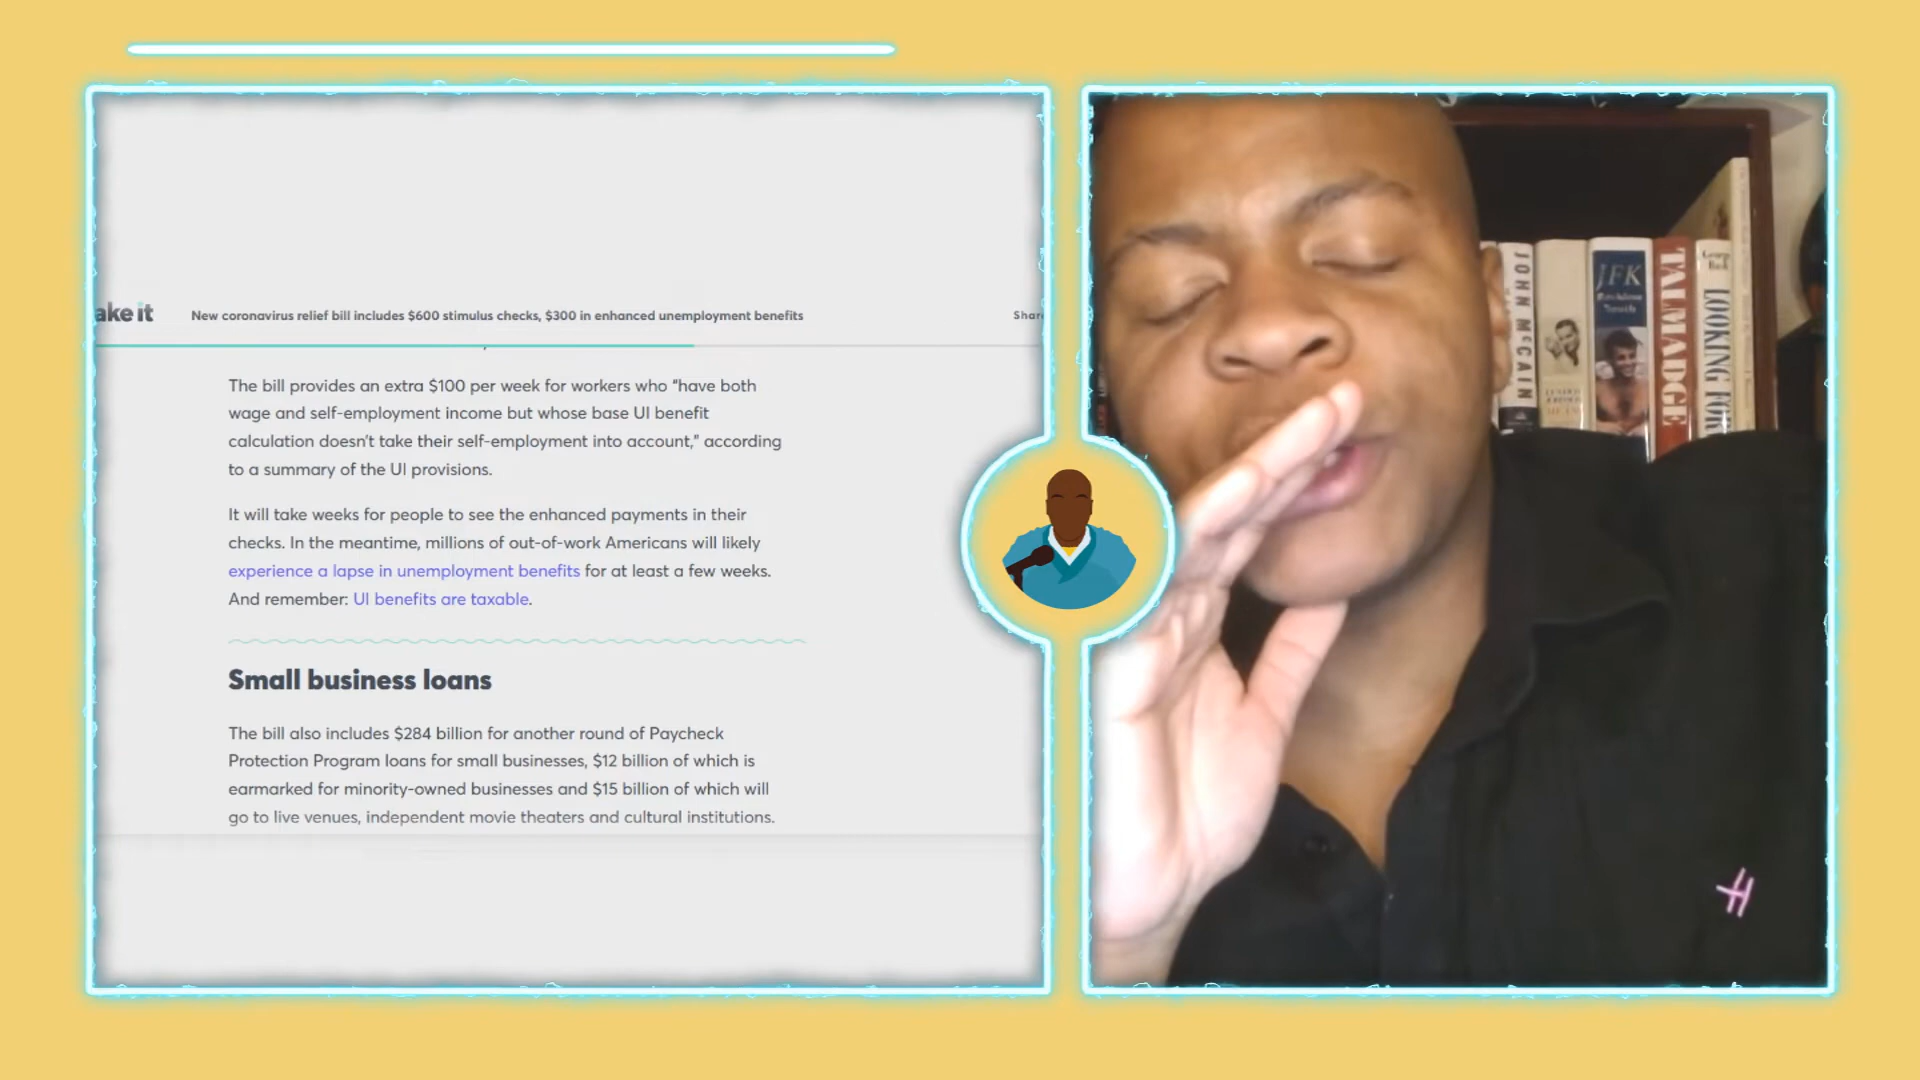 ake it
New coronavirus relief bill includes $600 stimulus checks, $300 in enhanced unemployment benefits
Shar
The bill provides an extra $100 per week for workers who "have both
wage and self-employment income but whose base UI benefit
calculation doesn't take their self-employment into account," according
to a summary of the UI provisions.
It will take weeks for people to see the enhanced payments in their
checks. In the meantime, millions of out-of-work Americans will likely
experience a lapse in unemployment benefits for at least a few weeks.
And remember: UI benefits are taxable.
Small business loans
The bill also includes $284 billion for another round of Paycheck
Protection Program loans for small businesses, $12 billion of which is
earmarked for minority-owned businesses and $15 billion of which will
go to live venues, independent movie theaters and cultural institutions.
JOHN McCAIN
JFK
TALMADGE
LOOKING FOR
H